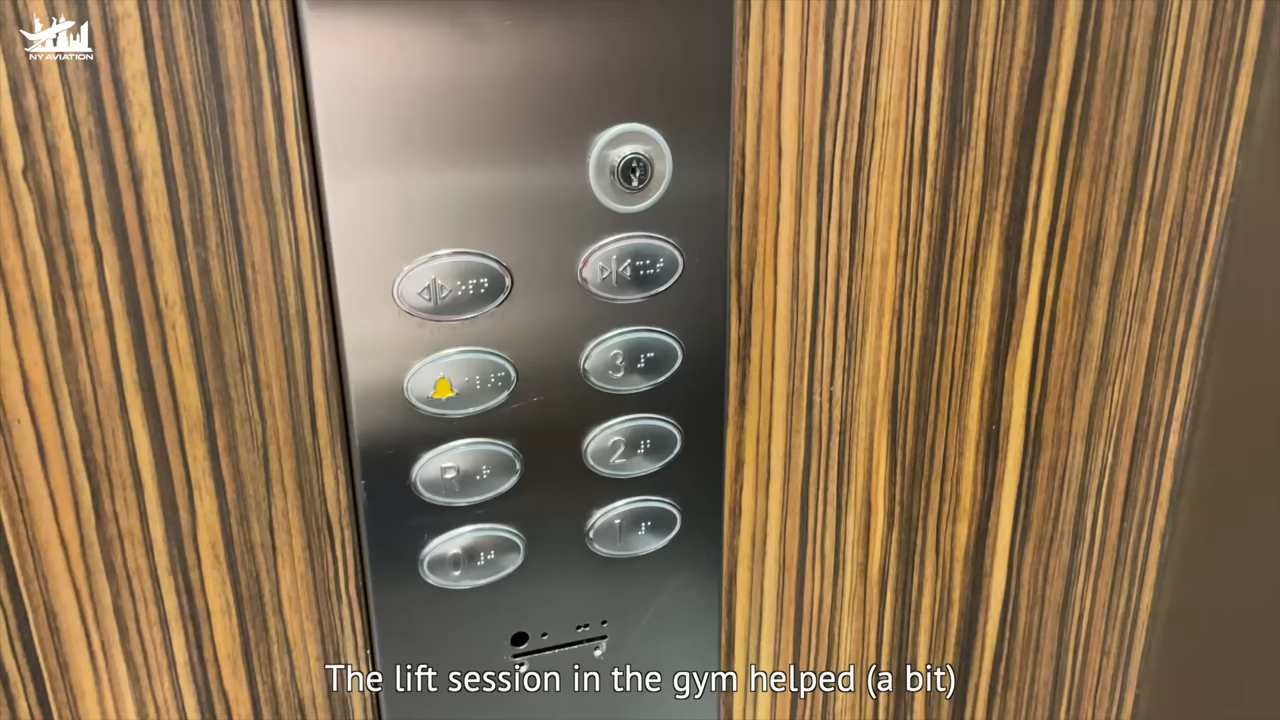 NY AVIATION
3
R
2
0
1
The lift session in the gym helped (a bit)